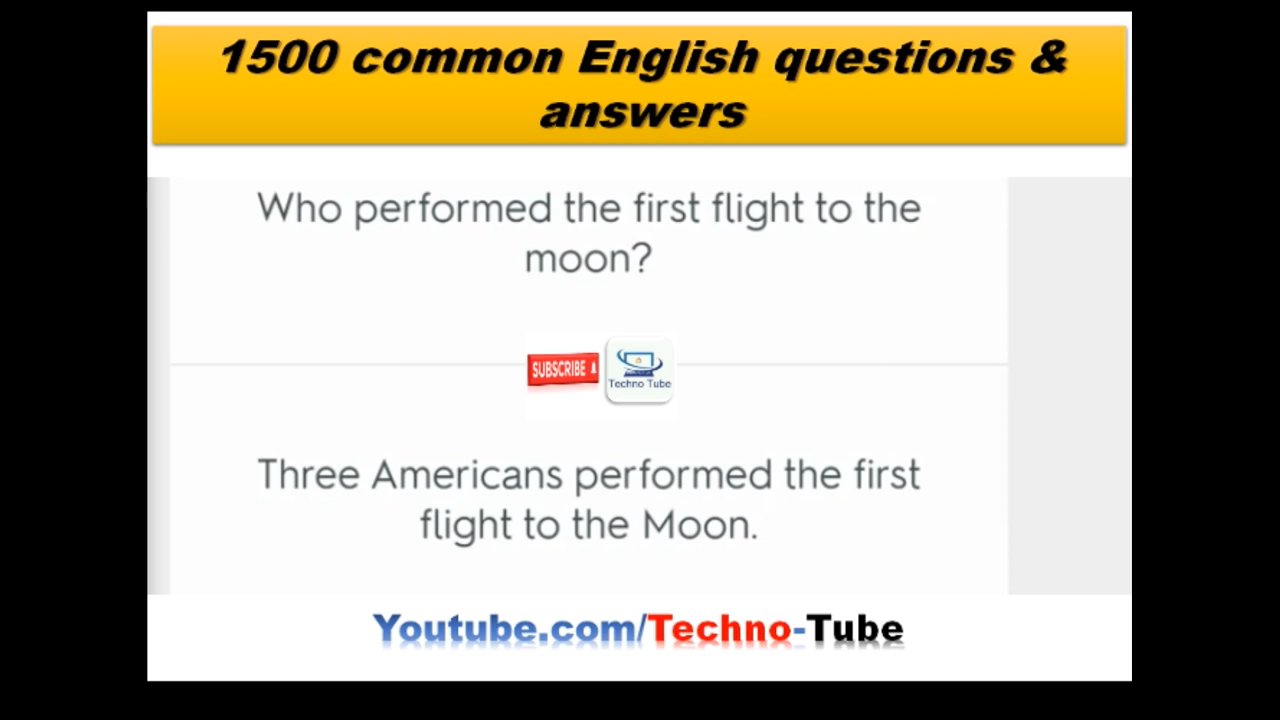 1500 common English questions &
answers
Who performed the first flight to the
moon?
SUBSCRIBE
Techno Tube
Three Americans performed the first
flight to the Moon.
Youtube.com/Techno-Tube